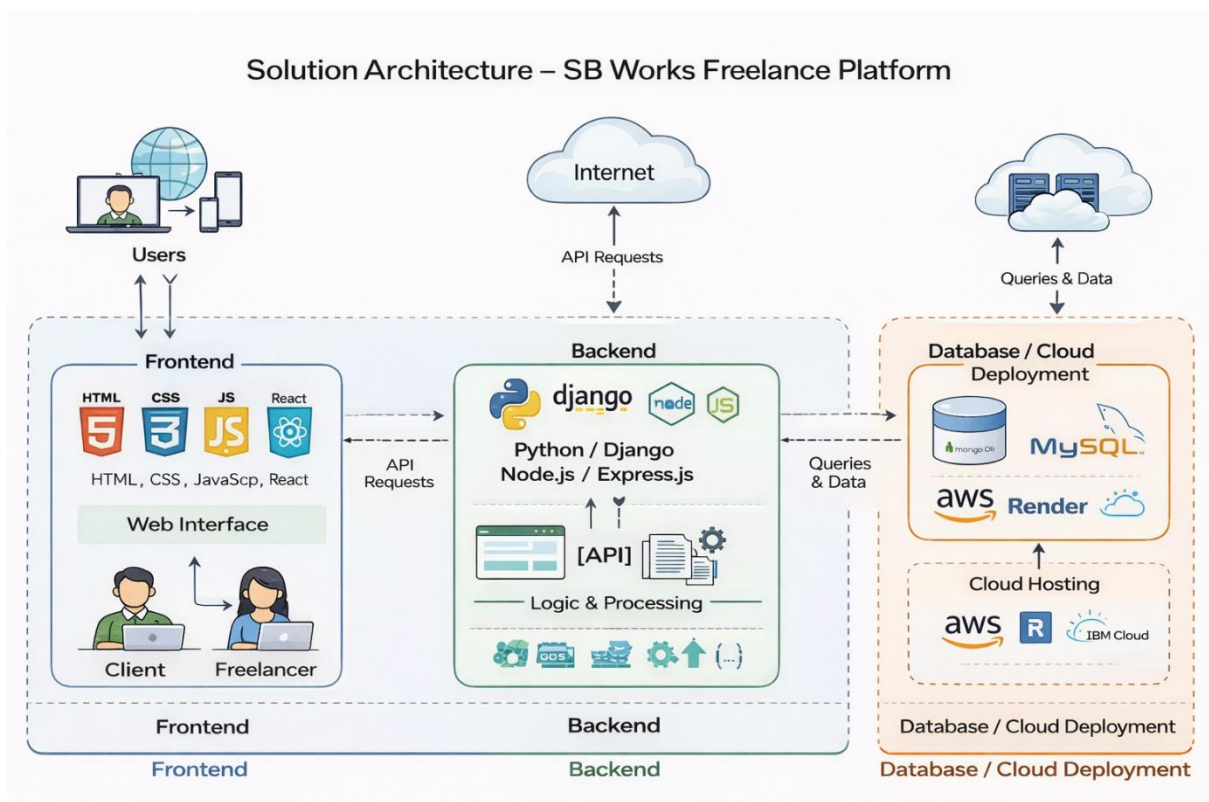 Solution Architecture – SB Works Freelance Platform
Users
Internet
API Requests
Queries & Data
Frontend
HTML
CSS
JS
React
5
3
JS
HTML, CSS, JavaScp, React
Web Interface
Client
Freelancer
API
Requests
Backend
django
node
JS
Python / Django
Node.js / Express.js
[API]
Logic & Processing
GOS
{...}
Queries
& Data
Database / Cloud
Deployment
mongo Db
MySQL
aws
Render
Cloud Hosting
aws
R
IBM Cloud
Frontend
Backend
Database / Cloud Deployment
Frontend
Backend
Database / Cloud Deployment